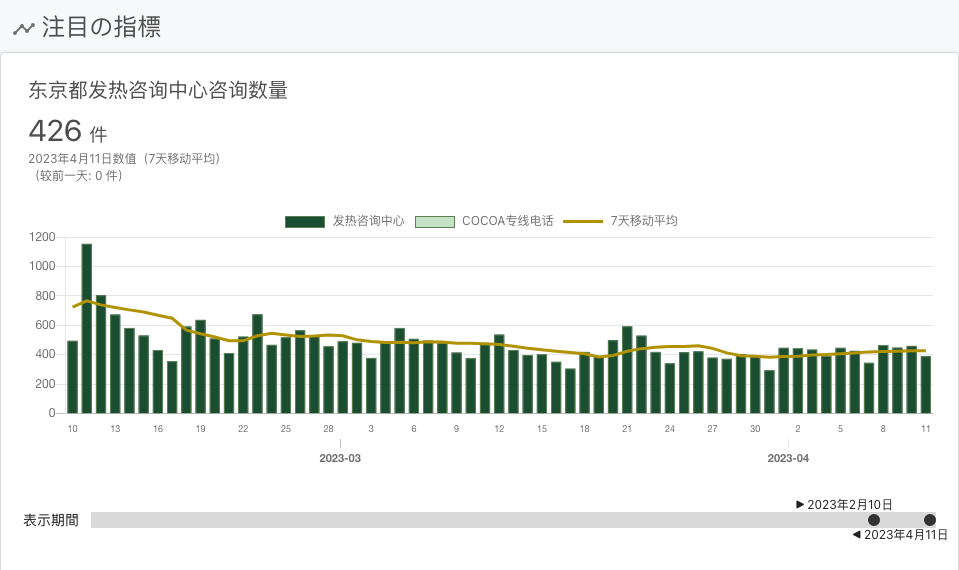 注目の指標
东京都发热咨询中心咨询数量
426 件
2023年4月11日数值（7天移动平均）
（较前一天: 0 件）
发热咨询中心 COCOA专线电话 7天移动平均
1200
1000
800
600
400
200
0
10 13 16 19 22 25 28 3 6 9 12 15 18 21 24 27 30 2 5 8 11
2023-03 2023-04
▶ 2023年2月10日
表示期間
◀ 2023年4月11日